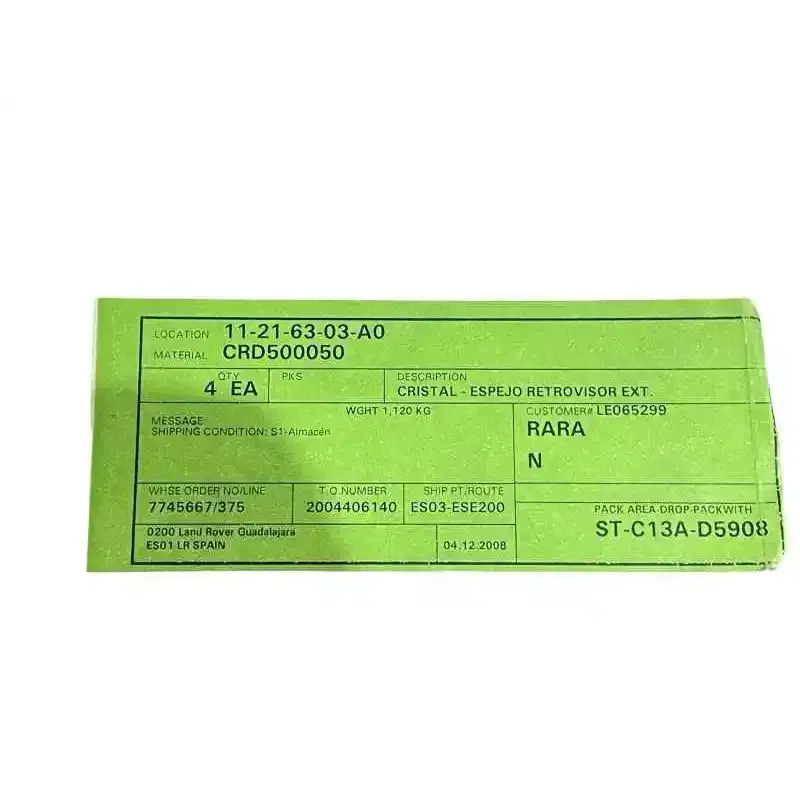 LOCATION 11-21-63-03-A0
MATERIAL CRD500050
QTY
4 EA
PKS
DESCRIPTION
CRISTAL - ESPEJO RETROVISOR EXT.
WGHT 1,120 KG
MESSAGE:
SHIPPING CONDITION: S1-Almacén
CUSTOMER# LE065299
RARA
N
WHSE ORDER NO/LINE
7745667/375
T.O.NUMBER
2004406140
SHIP PT/ROUTE
ES03-ESE200
PACK AREA-DROP-PACKWITH
ST-C13A-D5908
0200 Land Rover Guadalajara
ES01 LR SPAIN
04.12.2008